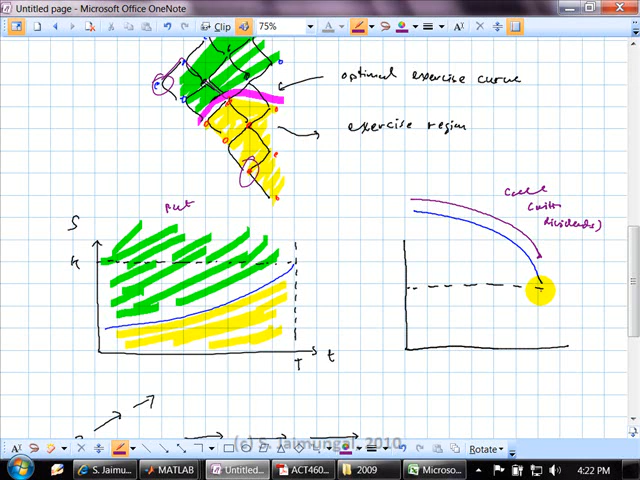 Untitled page - Microsoft Office OneNote
Clip
75%
optimal exercise curve
exercise region
Put
S
K
t
T
Call
(with
Dividends)
(c) S. Jaimungal, 2010
Rotate
S. Jaimu...
MATLAB
Untitled...
ACT460...
2009
Microso...
4:22 PM